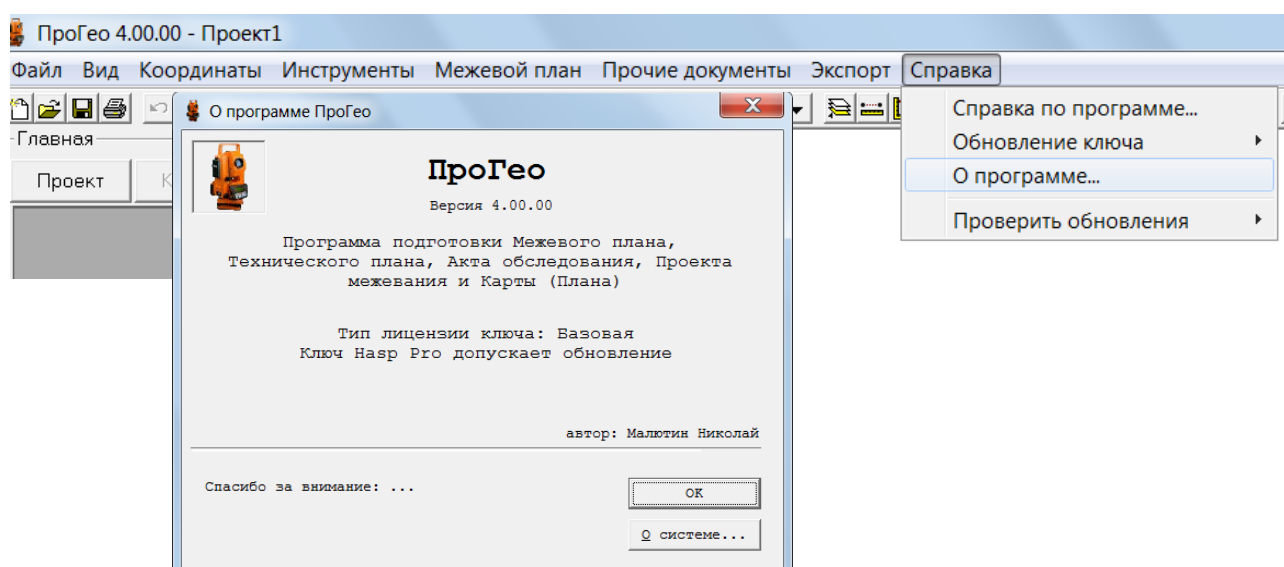 ПроГео 4.00.00 - Проект1
Файл Вид Координаты Инструменты Межевой план Прочие документы Экспорт Справка
О программе ПроГео
Справка по программе...
Обновление ключа
О программе...
Проверить обновления
Главная
Проект
К
ПроГео
Версия 4.00.00
Программа подготовки Межевого плана,
Технического плана, Акта обследования, Проекта
межевания и Карты (Плана)
Тип лицензии ключа: Базовая
Ключ Hasp Pro допускает обновление
автор: Малютин Николай
Спасибо за внимание: ...
OK
О системе...